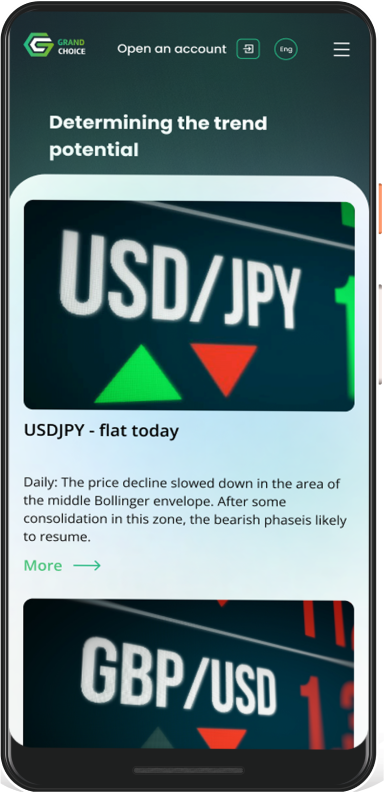 GRAND
CHOICE
Open an account
Eng
Determining the trend
potential
USD/JPY
USDJPY - flat today
Daily: The price decline slowed down in the area of
the middle Bollinger envelope. After some
consolidation in this zone, the bearish phaseis likely
to resume.
More
GBP/USD